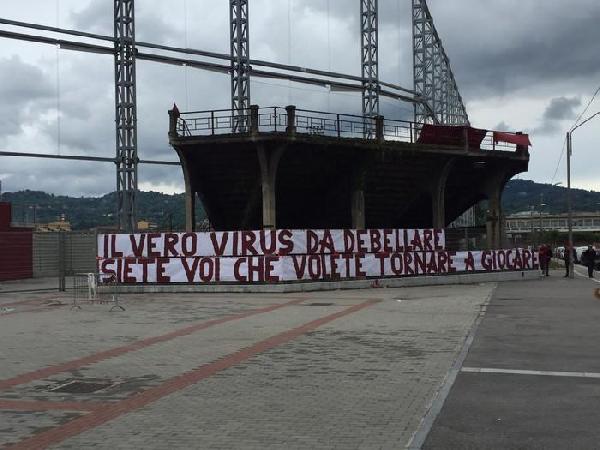 IL VERO VIRUS DA DEBELLARE
SIETE VOI CHE VOLETE TORNARE A GIOCARE